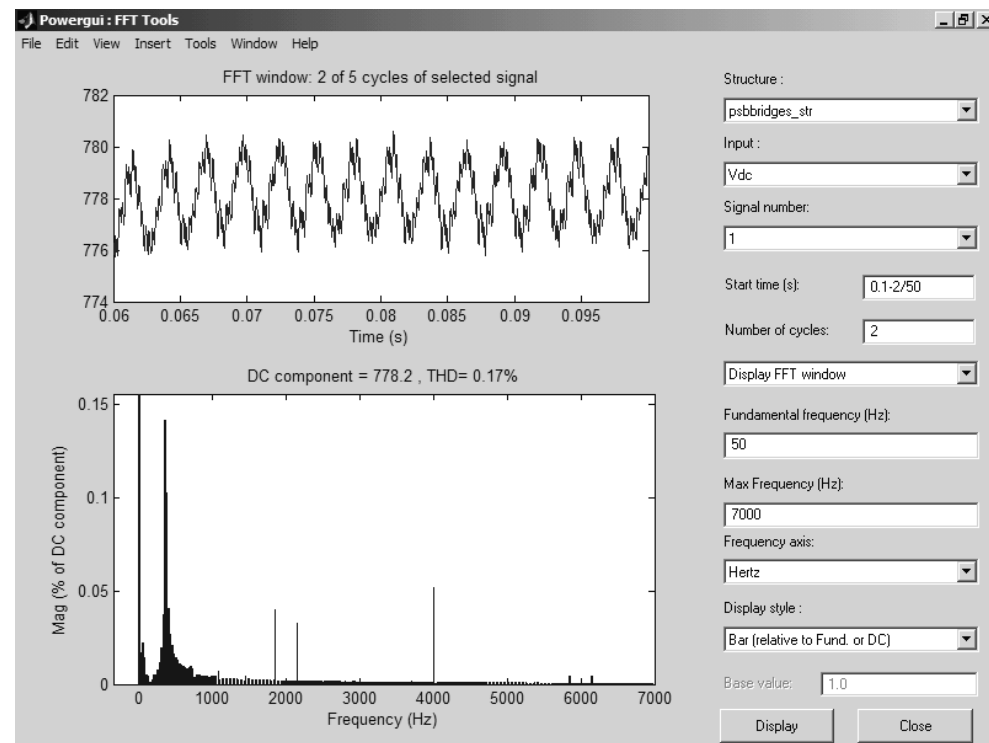 Powergui : FFT Tools
File Edit View Insert Tools Window Help
FFT window: 2 of 5 cycles of selected signal
782
780
778
776
774
0.06 0.065 0.07 0.075 0.08 0.085 0.09 0.095
Time (s)
DC component = 778.2 , THD= 0.17%
0.15
0.1
0.05
0
Mag (% of DC component)
0 1000 2000 3000 4000 5000 6000 7000
Frequency (Hz)
Structure :
psbbridges_str
Input :
Vdc
Signal number:
1
Start time (s): 0.1-2/50
Number of cycles: 2
Display FFT window
Fundamental frequency (Hz):
50
Max Frequency (Hz):
7000
Frequency axis:
Hertz
Display style :
Bar (relative to Fund. or DC)
Base value: 1.0
Display Close